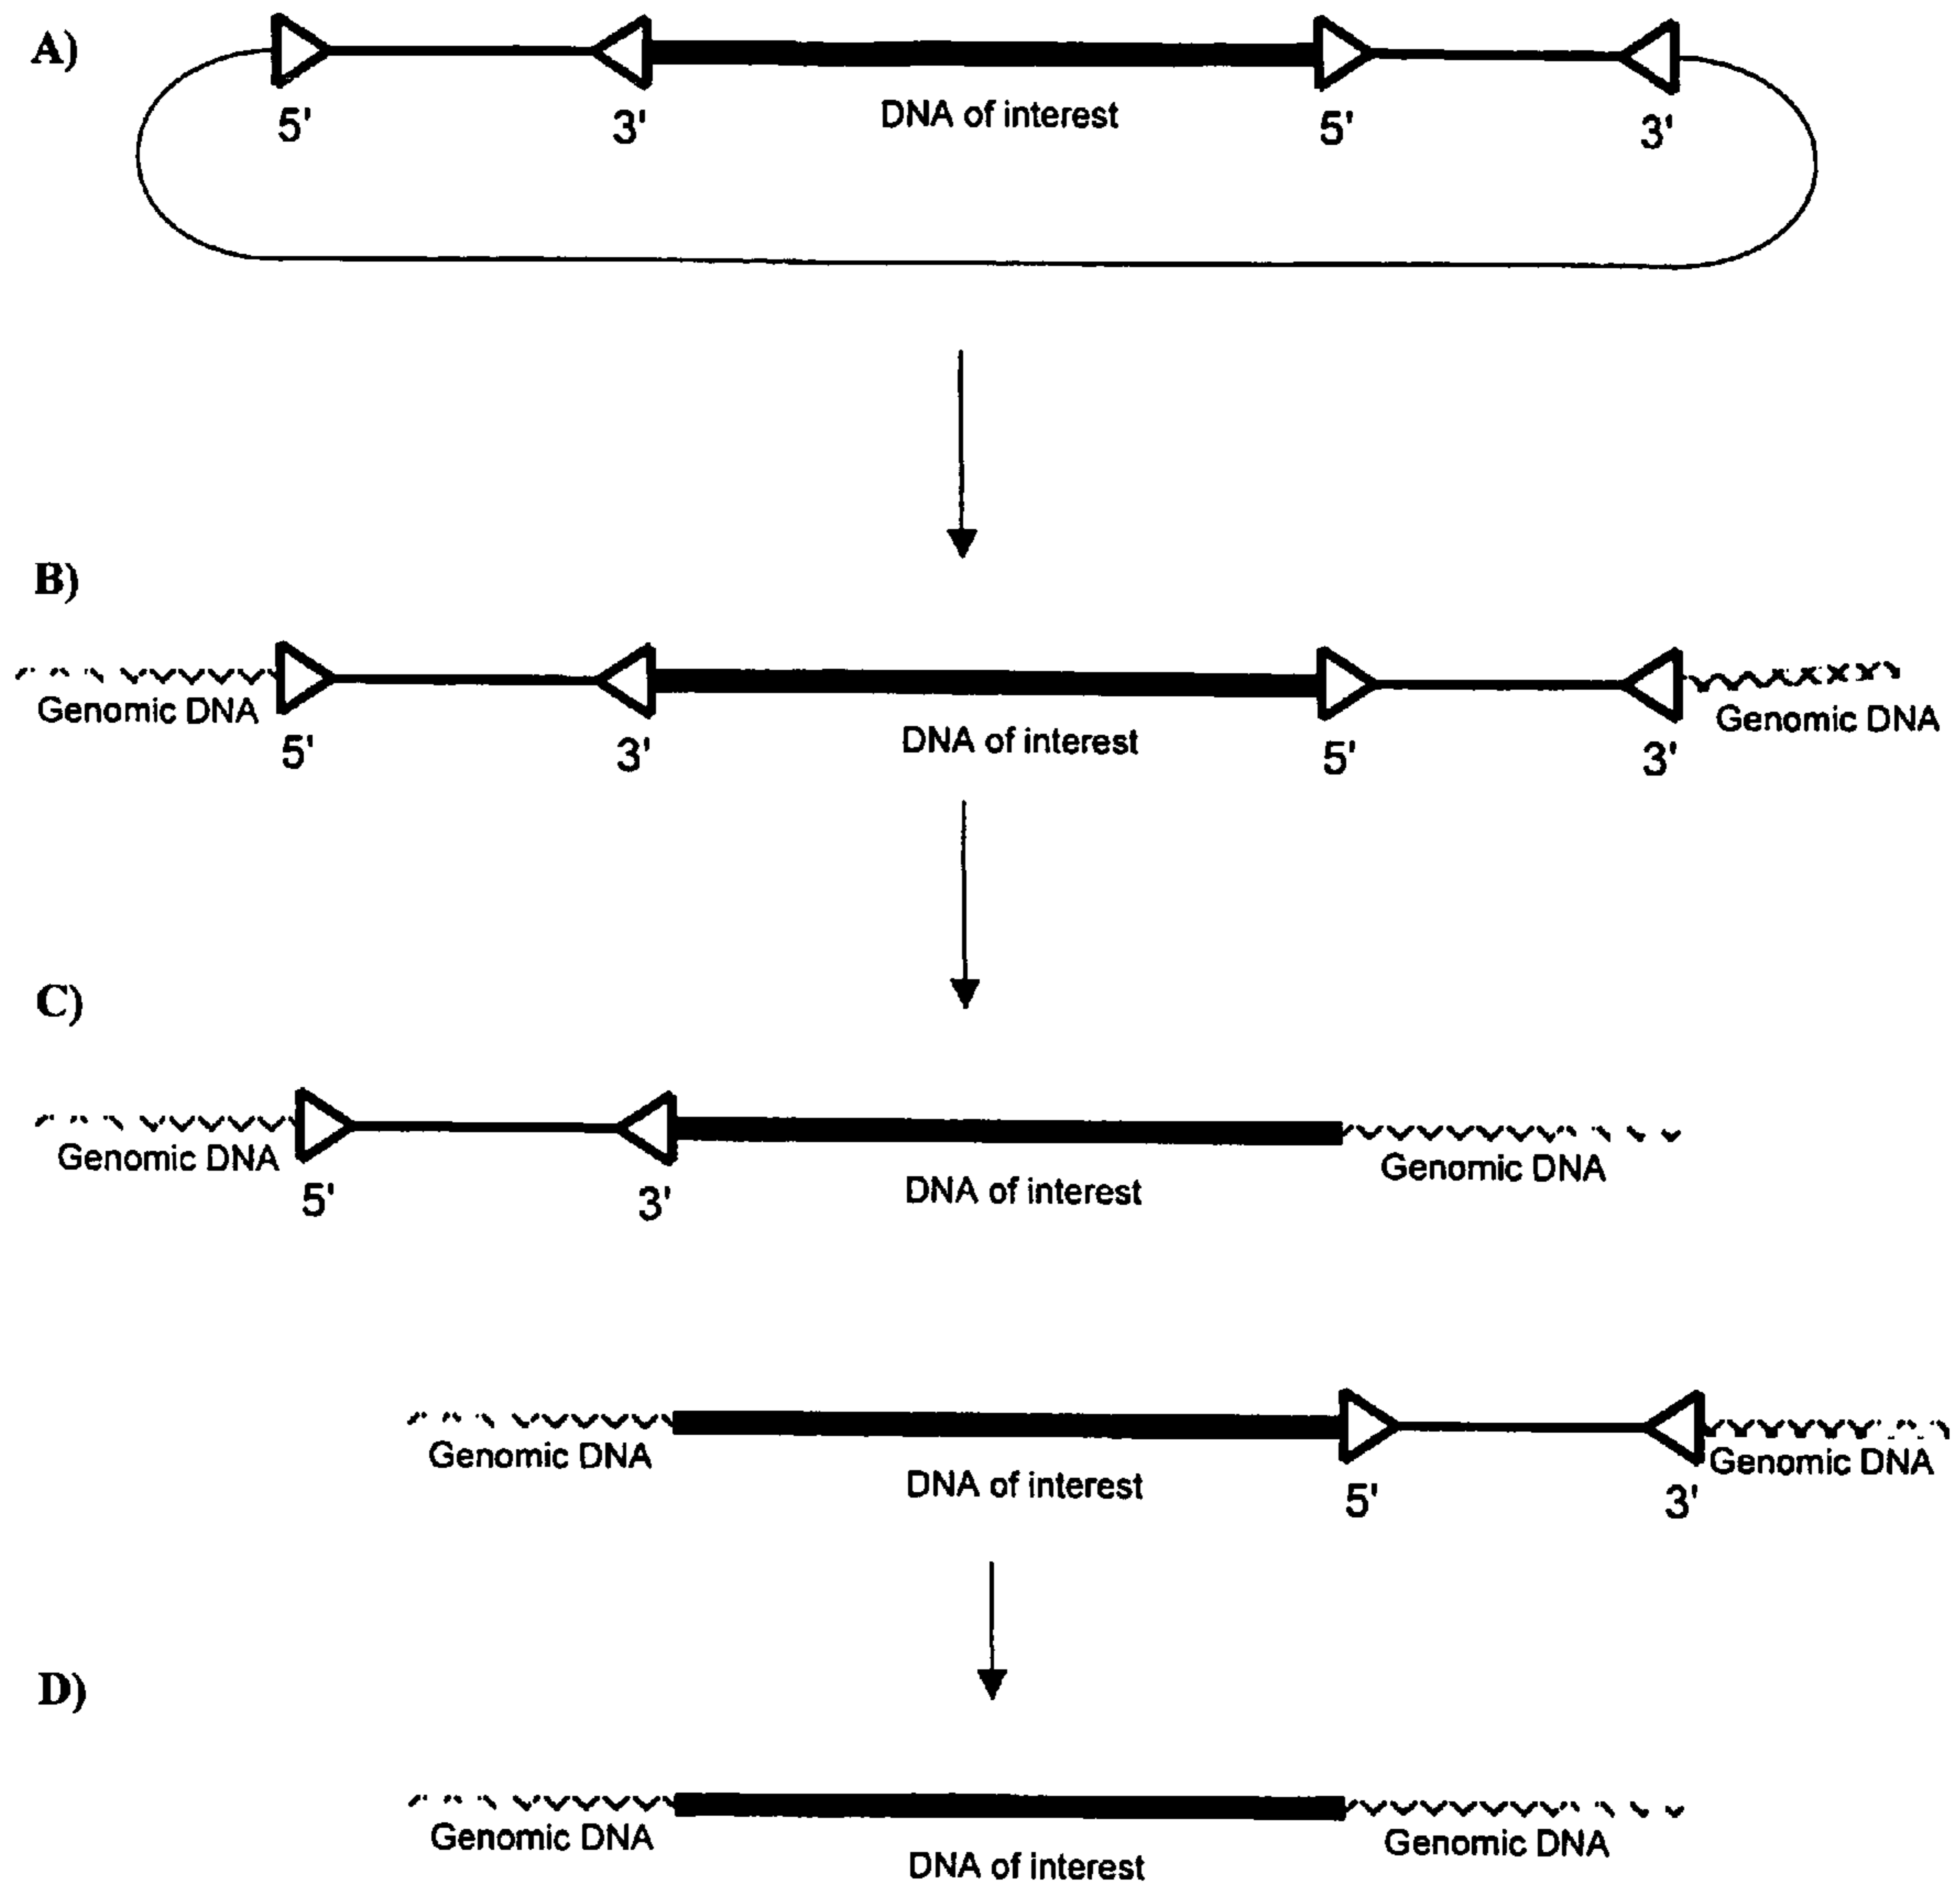 A)
5' 3' DNA of interest 5' 3'
B)
Genomic DNA 5' 3' DNA of interest 5' 3' Genomic DNA
C)
Genomic DNA 5' 3' DNA of interest Genomic DNA
Genomic DNA DNA of interest 5' 3' Genomic DNA
D)
Genomic DNA DNA of interest Genomic DNA